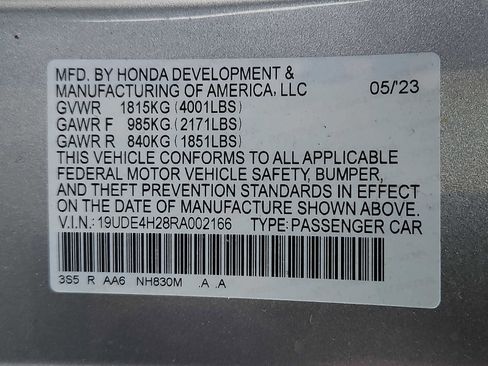 MFD. BY HONDA DEVELOPMENT &
MANUFACTURING OF AMERICA, LLC 05/'23
GVWR 1815KG (4001LBS)
GAWR F 985KG (2171LBS)
GAWR R 840KG (1851LBS)
THIS VEHICLE CONFORMS TO ALL APPLICABLE
FEDERAL MOTOR VEHICLE SAFETY, BUMPER,
AND THEFT PREVENTION STANDARDS IN EFFECT
ON THE DATE OF MANUFACTURE SHOWN ABOVE.
V.I.N.: 19UDE4H28RA002166 TYPE: PASSENGER CAR
3S5 R AA6 NH830M .A .A